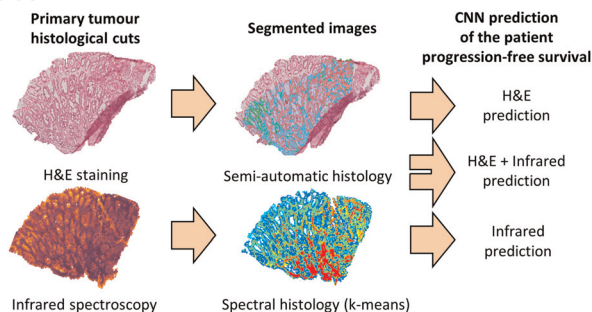 Primary tumour
histological cuts
Segmented images
CNN prediction
of the patient
progression-free survival
H&E staining
Semi-automatic histology
H&E
prediction
H&E + Infrared
prediction
Infrared
prediction
Infrared spectroscopy
Spectral histology (k-means)